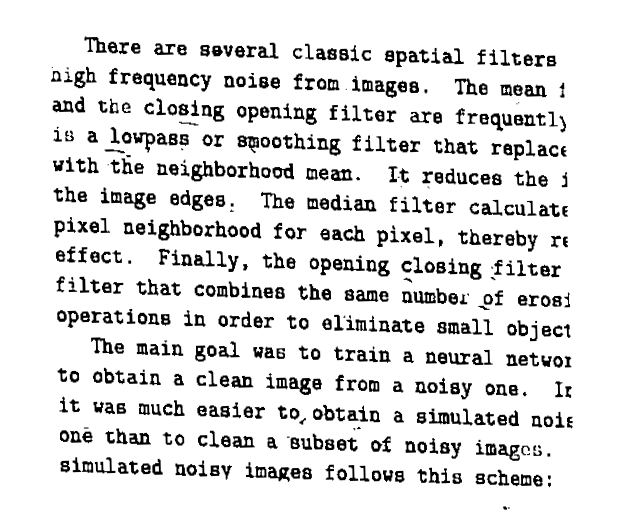 There are several classic spatial filters
high frequency noise from images. The mean
and the closing opening filter are frequently
is a lowpass or smoothing filter that replace
with the neighborhood mean. It reduces the
the image edges. The median filter calculate
pixel neighborhood for each pixel, thereby re
effect. Finally, the opening closing filter
filter that combines the same number of erosi
operations in order to eliminate small object
The main goal was to train a neural networ
to obtain a clean image from a noisy one. In
it was much easier to obtain a simulated nois
one than to clean a subset of noisy images.
simulated noisy images follows this scheme: